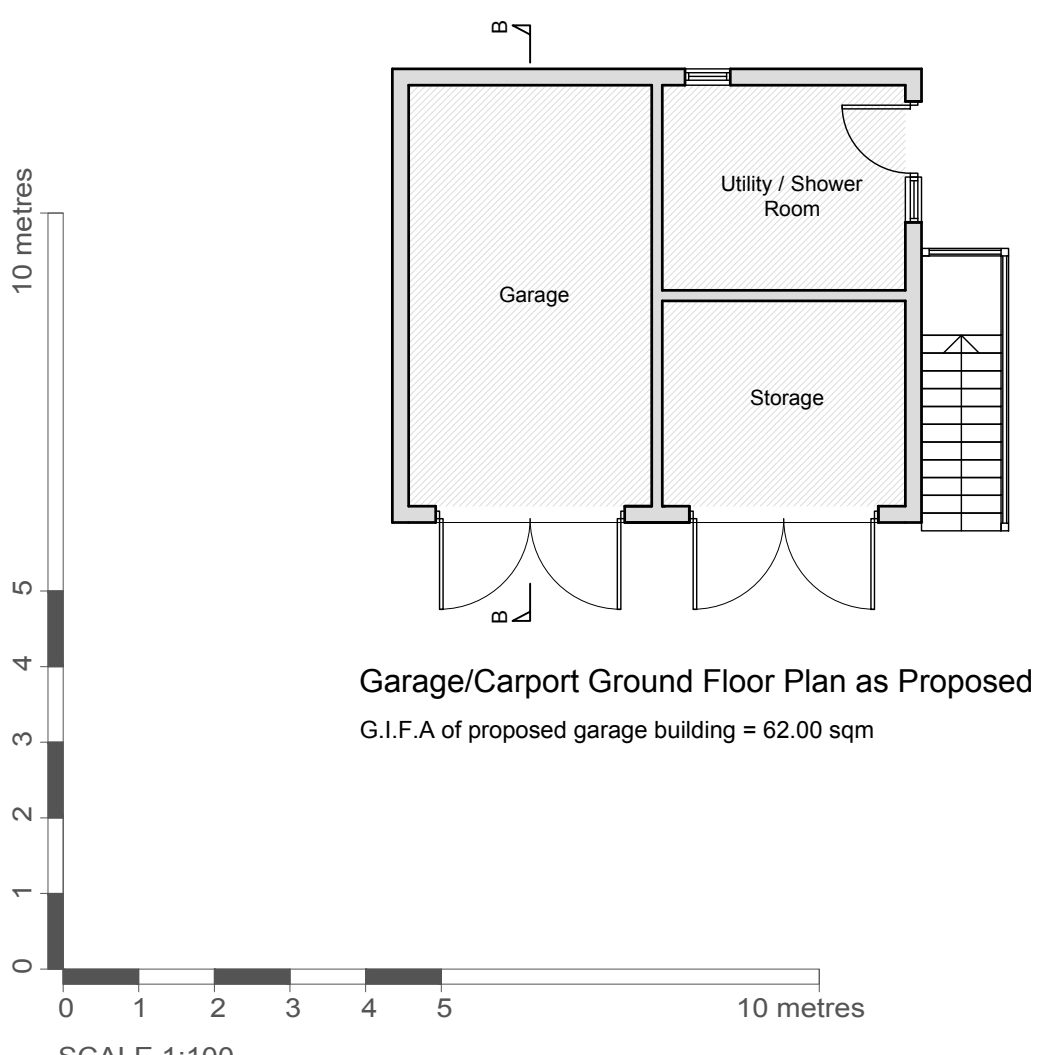 B
Utility / Shower
Room
Garage
Storage
B
Garage/Carport Ground Floor Plan as Proposed
G.I.F.A of proposed garage building = 62.00 sqm
10 metres
5
4
3
2
1
0
0 1 2 3 4 5 10 metres
SCALE 1:100